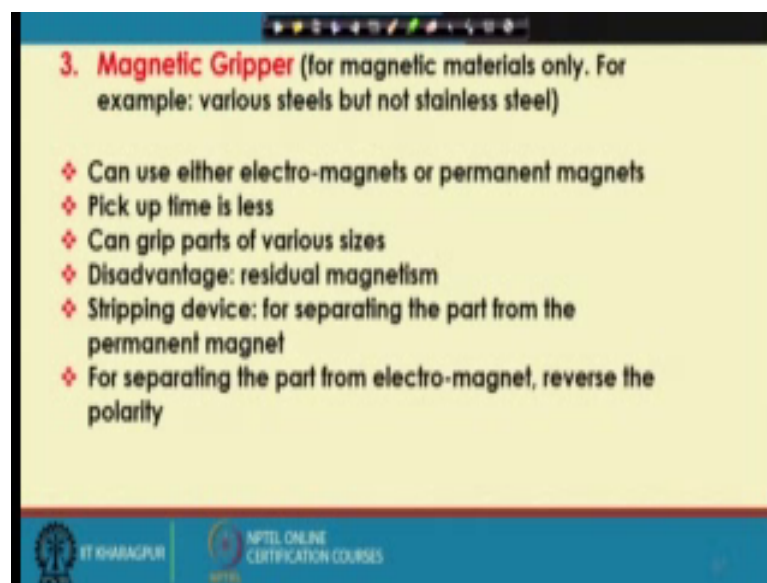 3. Magnetic Gripper (for magnetic materials only. For
example: various steels but not stainless steel)
❖ Can use either electro-magnets or permanent magnets
❖ Pick up time is less
❖ Can grip parts of various sizes
❖ Disadvantage: residual magnetism
❖ Stripping device: for separating the part from the
permanent magnet
❖ For separating the part from electro-magnet, reverse the
polarity
IIT KHARAGPUR
NPTEL ONLINE
CERTIFICATION COURSES
NPTEL